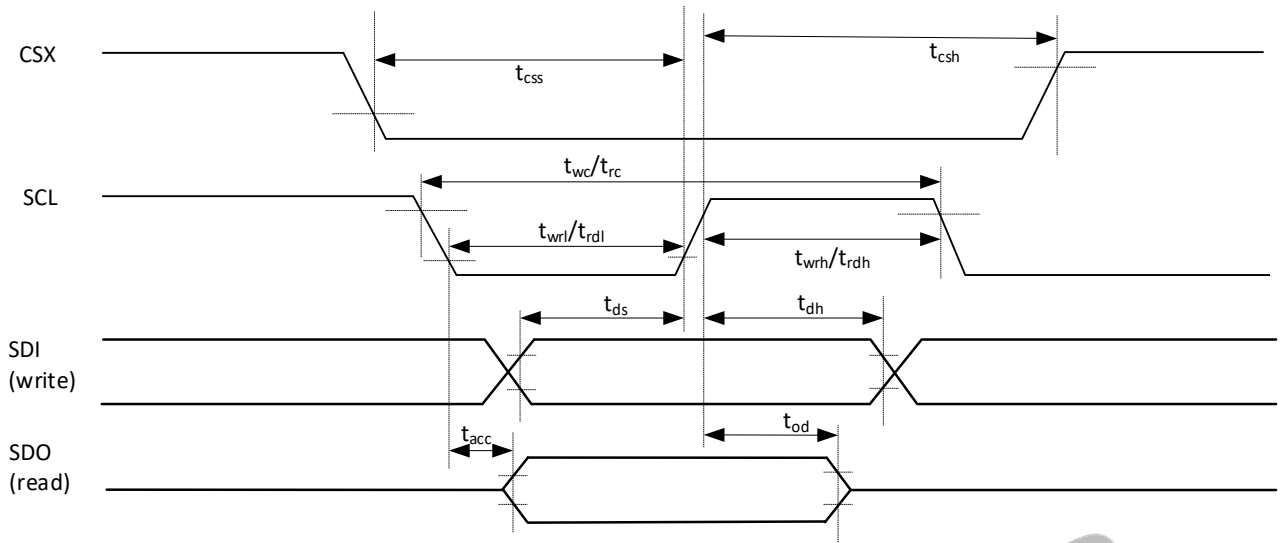 CSX
t_css
t_csh
SCL
t_wc/t_rc
t_wrl/t_rdl
t_wrh/t_rdh
SDI
(write)
t_ds
t_dh
SDO
(read)
t_acc
t_od